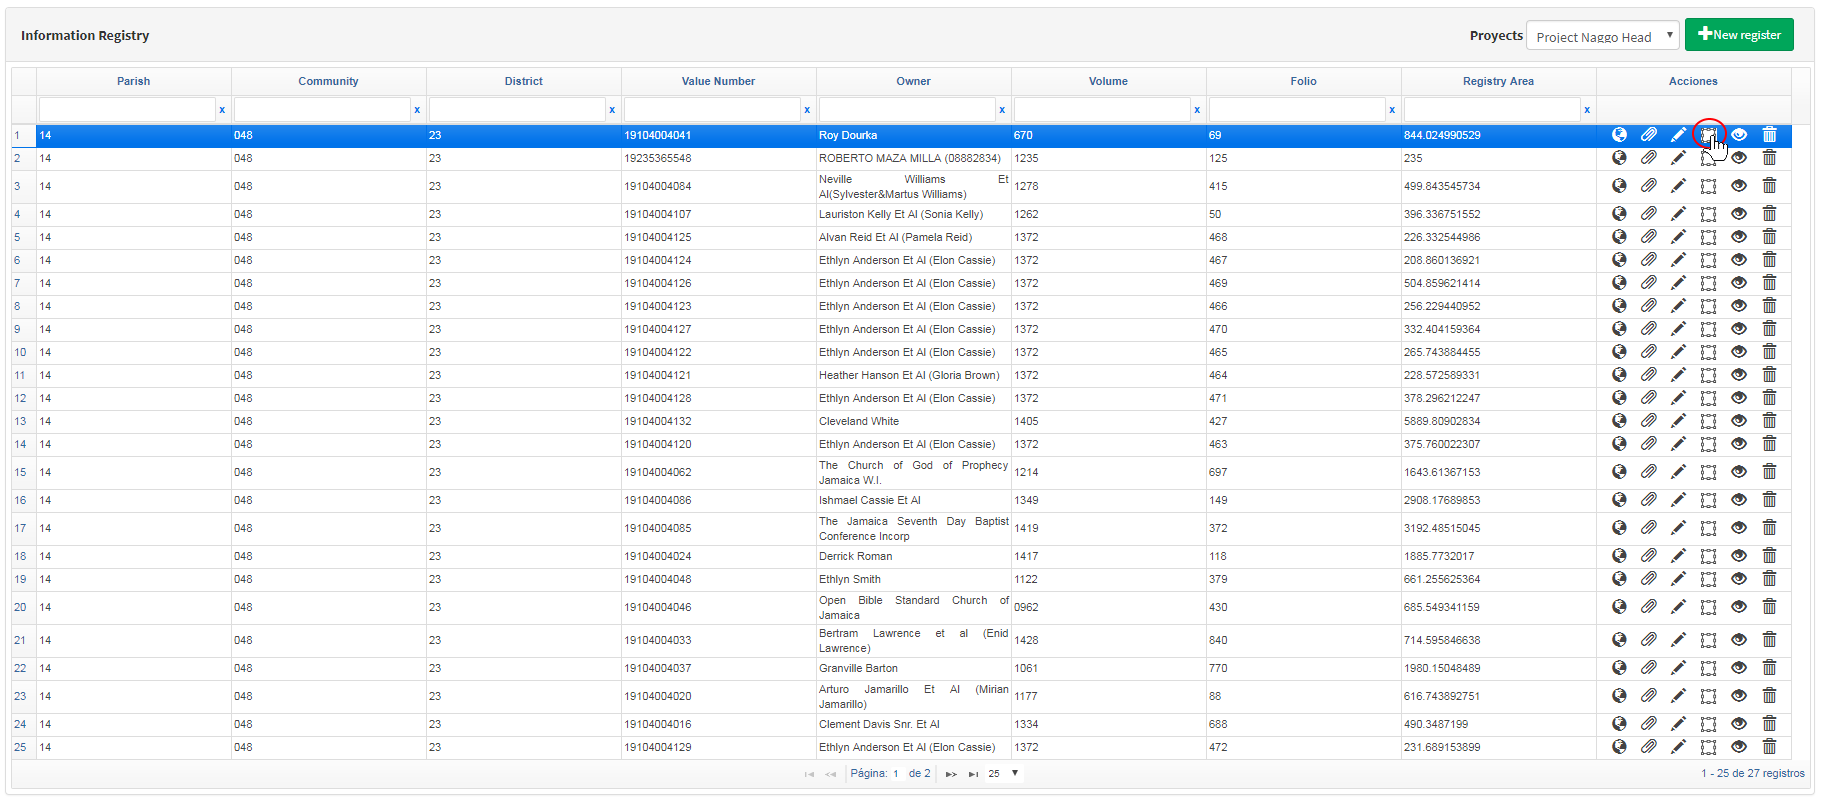 Information Registry Proyects Project Naggo Head New register
Parish Community District Value Number Owner Volume Folio Registry Area Acciones
x x x x x x x x
1 14 048 23 19104004041 Roy Dourka 670 69 844.024990529
2 14 048 23 19235365548 ROBERTO MAZA MILLA (08882834) 1235 125 235
3 14 048 23 19104004084 Neville Williams Et Al(Sylvester&Martus Williams) 1278 415 499.843545734
4 14 048 23 19104004107 Lauriston Kelly Et Al (Sonia Kelly) 1262 50 396.336751552
5 14 048 23 19104004125 Alvan Reid Et Al (Pamela Reid) 1372 468 226.332544986
6 14 048 23 19104004124 Ethlyn Anderson Et Al (Elon Cassie) 1372 467 208.860136921
7 14 048 23 19104004126 Ethlyn Anderson Et Al (Elon Cassie) 1372 469 504.859621414
8 14 048 23 19104004123 Ethlyn Anderson Et Al (Elon Cassie) 1372 466 256.229440952
9 14 048 23 19104004127 Ethlyn Anderson Et Al (Elon Cassie) 1372 470 332.404159364
10 14 048 23 19104004122 Ethlyn Anderson Et Al (Elon Cassie) 1372 465 265.743884455
11 14 048 23 19104004121 Heather Hanson Et Al (Gloria Brown) 1372 464 228.572589331
12 14 048 23 19104004128 Ethlyn Anderson Et Al (Elon Cassie) 1372 471 378.296212247
13 14 048 23 19104004132 Cleveland White 1405 427 5889.80902834
14 14 048 23 19104004120 Ethlyn Anderson Et Al (Elon Cassie) 1372 463 375.760022307
15 14 048 23 19104004062 The Church of God of Prophecy Jamaica W.I. 1214 697 1643.61367153
16 14 048 23 19104004086 Ishmael Cassie Et Al 1349 149 2908.17689853
17 14 048 23 19104004085 The Jamaica Seventh Day Baptist Conference Incorp 1419 372 3192.48515045
18 14 048 23 19104004024 Derrick Roman 1417 118 1885.7732017
19 14 048 23 19104004048 Ethlyn Smith 1122 379 661.255625364
20 14 048 23 19104004046 Open Bible Standard Church of Jamaica 0962 430 685.549341159
21 14 048 23 19104004033 Bertram Lawrence et al (Enid Lawrence) 1428 840 714.595846638
22 14 048 23 19104004037 Granville Barton 1061 770 1980.15048489
23 14 048 23 19104004020 Arturo Jamarillo Et Al (Mirian Jamarillo) 1177 88 616.743892751
24 14 048 23 19104004016 Clement Davis Snr. Et Al 1334 688 490.3487199
25 14 048 23 19104004129 Ethlyn Anderson Et Al (Elon Cassie) 1372 472 231.689153899
Página: 1 de 2 25 1 - 25 de 27 registros